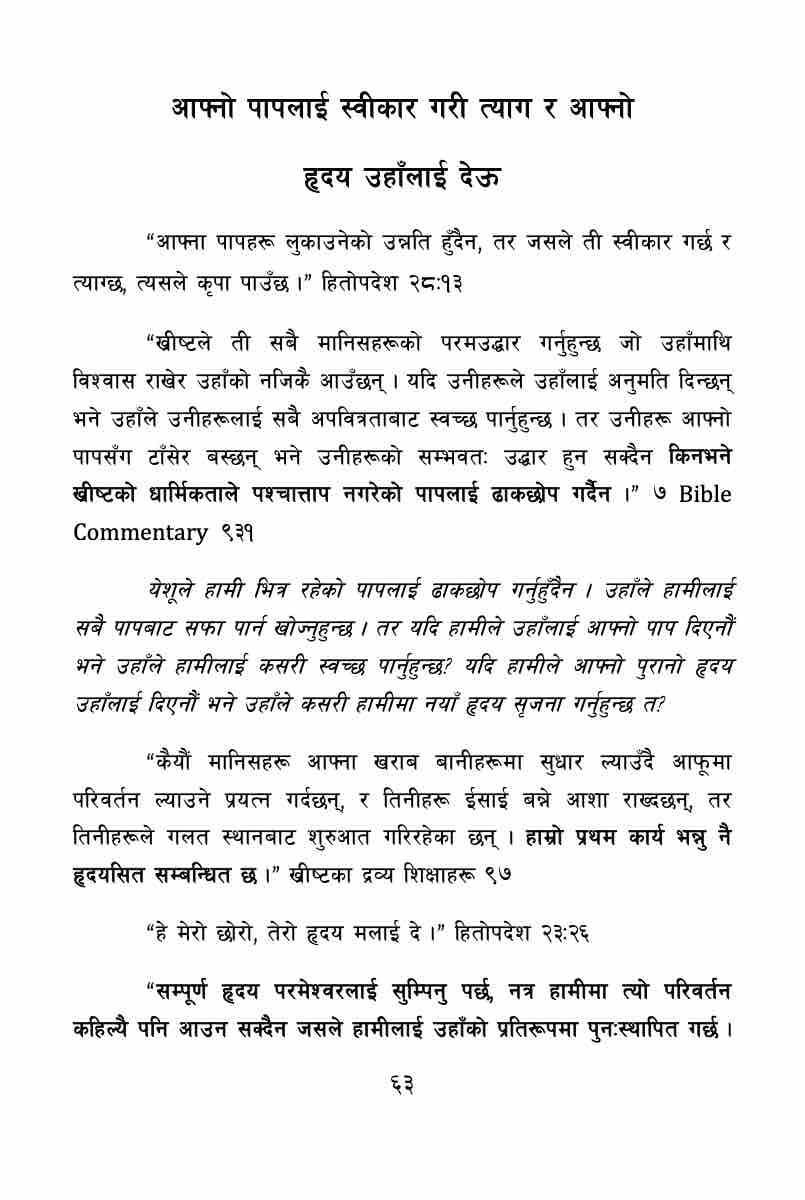 आफ्नो पापलाई स्वीकार गरी त्याग र आफ्नो
हृदय उहाँलाई देऊ
“आफ्ना पापहरू लुकाउनेको उन्नति हुँदैन, तर जसले ती स्वीकार गर्छ र
त्याग्छ, त्यसले कृपा पाउँछ ।” हितोपदेश २८:१३
“ख्रीष्टले ती सबै मानिसहरूको परमउद्धार गर्नुहुन्छ जो उहाँमाथि
विश्वास राखेर उहाँको नजिकै आउँछन् । यदि उनीहरूले उहाँलाई अनुमति दिन्छन्
भने उहाँले उनीहरूलाई सबै अपवित्रताबाट स्वच्छ पार्नुहुन्छ । तर उनीहरू आफ्नो
पापसँग टाँसेर बस्छन् भने उनीहरूको सम्भवतः उद्धार हुन सक्दैन किनभने
ख्रीष्टको धार्मिकताले पश्चात्ताप नगरेको पापलाई ढाकछोप गर्दैन ।” ७ Bible
Commentary ९३१
येशूले हामी भित्र रहेको पापलाई ढाकछोप गर्नुहुँदैन । उहाँले हामीलाई
सबै पापबाट सफा पार्न खोज्नुहुन्छ । तर यदि हामीले उहाँलाई आफ्नो पाप दिएनौं
भने उहाँले हामीलाई कसरी स्वच्छ पार्नुहुन्छ? यदि हामीले आफ्नो पुरानो हृदय
उहाँलाई दिएनौं भने उहाँले कसरी हामीमा नयाँ हृदय सृजना गर्नुहुन्छ त?
“कैयौं मानिसहरू आफ्ना खराब बानीहरूमा सुधार ल्याउँदै आफूमा
परिवर्तन ल्याउने प्रयत्न गर्दछन्, र तिनीहरू ईसाई बन्ने आशा राख्दछन्, तर
तिनीहरूले गलत स्थानबाट शुरुआत गरिरहेका छन् । हाम्रो प्रथम कार्य भन्नु नै
हृदयसित सम्बन्धित छ ।” ख्रीष्टका द्रव्य शिक्षाहरू ९७
“हे मेरो छोरो, तेरो हृदय मलाई दे ।” हितोपदेश २३:२६
“सम्पूर्ण हृदय परमेश्वरलाई सुम्पिनु पर्छ, नत्र हामीमा त्यो परिवर्तन
कहिल्यै पनि आउन सक्दैन जसले हामीलाई उहाँको प्रतिरूपमा पुनःस्थापित गर्छ ।
६३